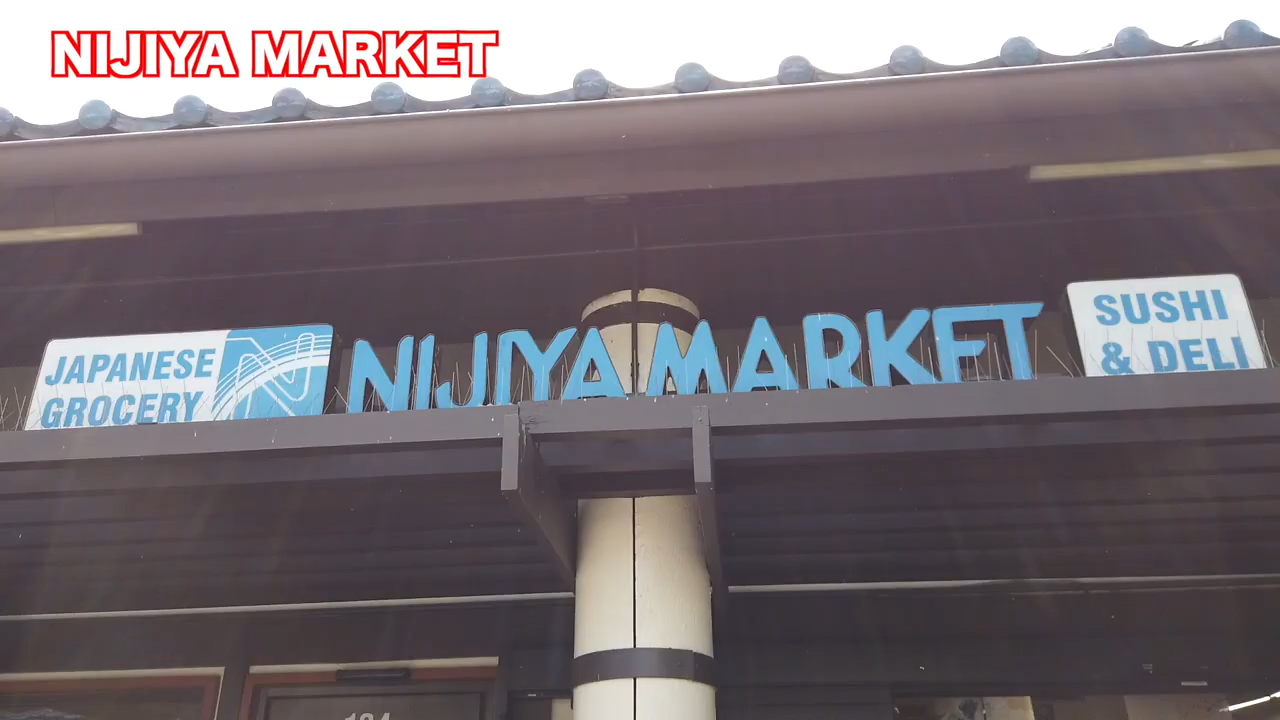 NIJIYA MARKET
JAPANESE
GROCERY
NIJIYA MARKET
SUSHI
& DELI